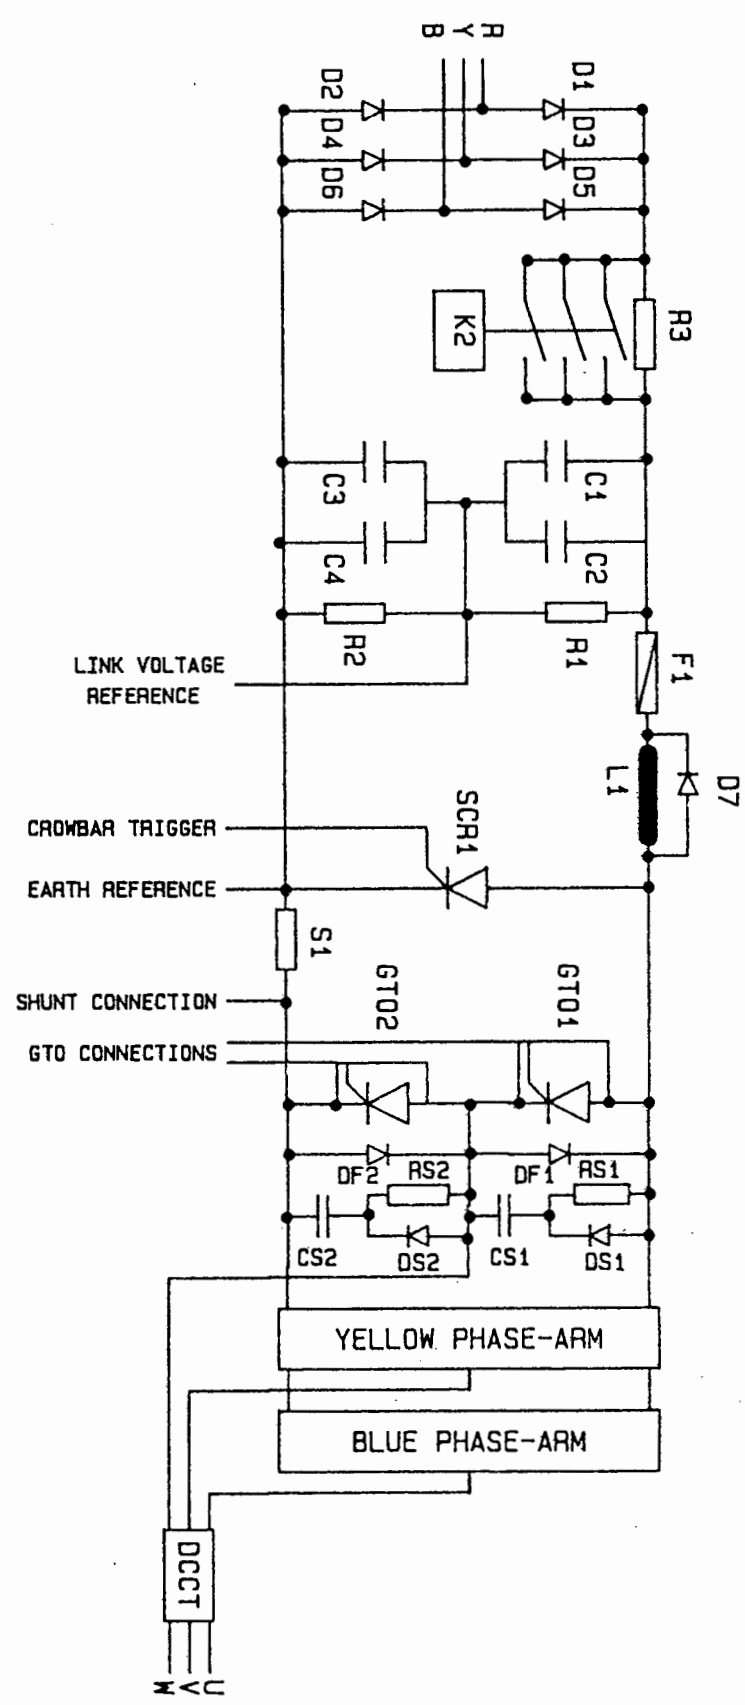 R
Y
B
D1
D2
D3
D4
D5
D6
R3
K2
C1
C3
C2
C4
R1
R2
F1
LINK VOLTAGE
REFERENCE
D7
L1
SCR1
CROWBAR TRIGGER
EARTH REFERENCE
S1
GTO1
GTO2
SHUNT CONNECTION
GTO CONNECTIONS
DF2
RS2
DF1
RS1
CS2
DS2
CS1
DS1
YELLOW PHASE-ARM
BLUE PHASE-ARM
DCCT
U
V
W